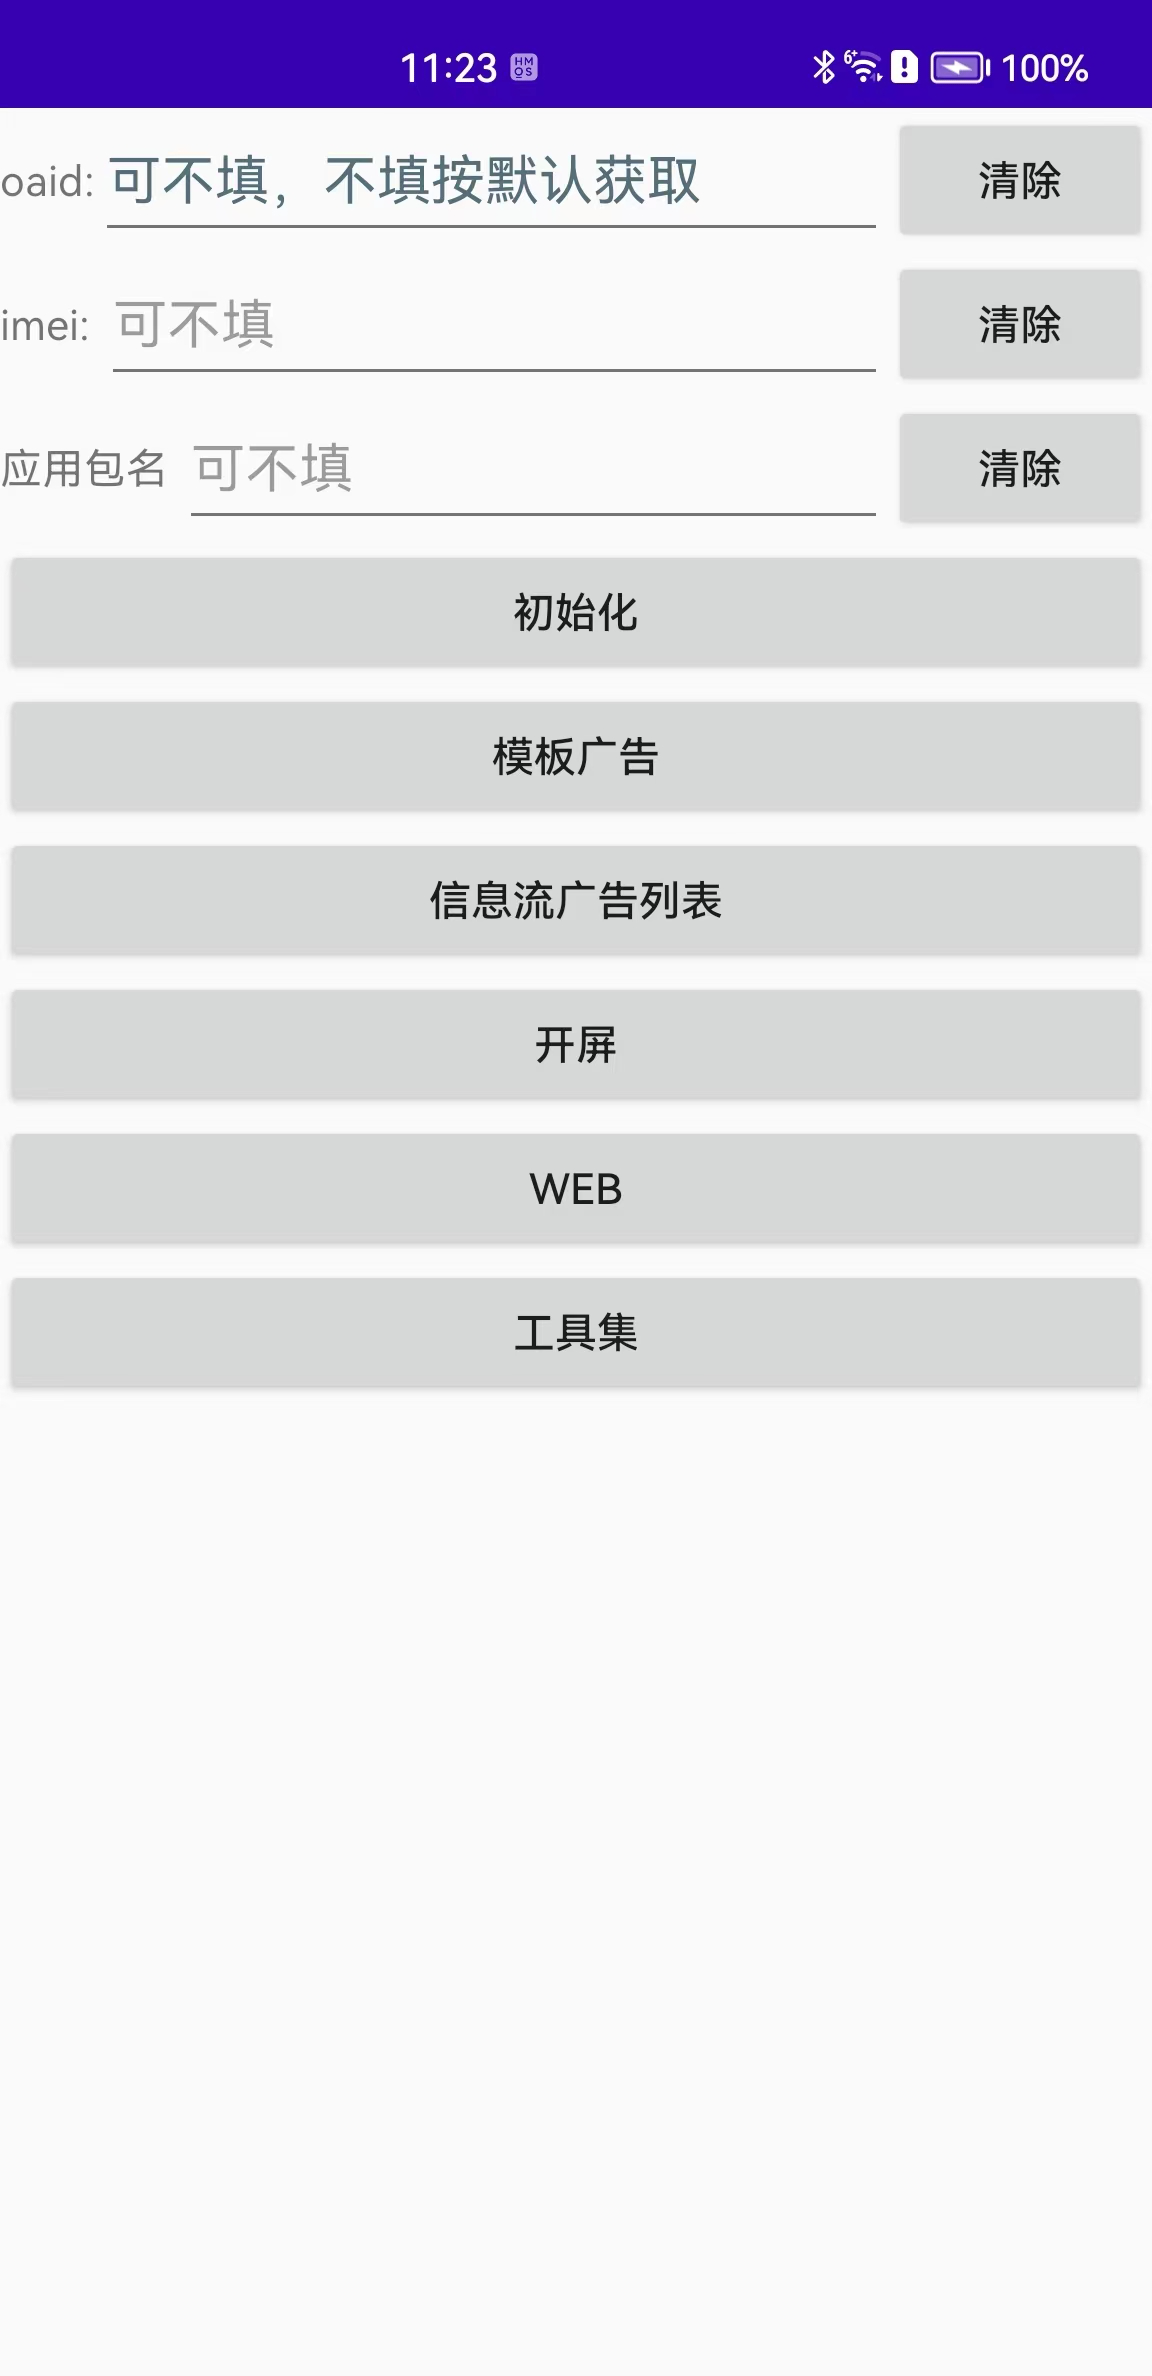 11:23 HMOS 6+ 100%
oaid: 可不填，不填按默认获取 清除
imei: 可不填 清除
应用包名 可不填 清除
初始化
模板广告
信息流广告列表
开屏
WEB
工具集